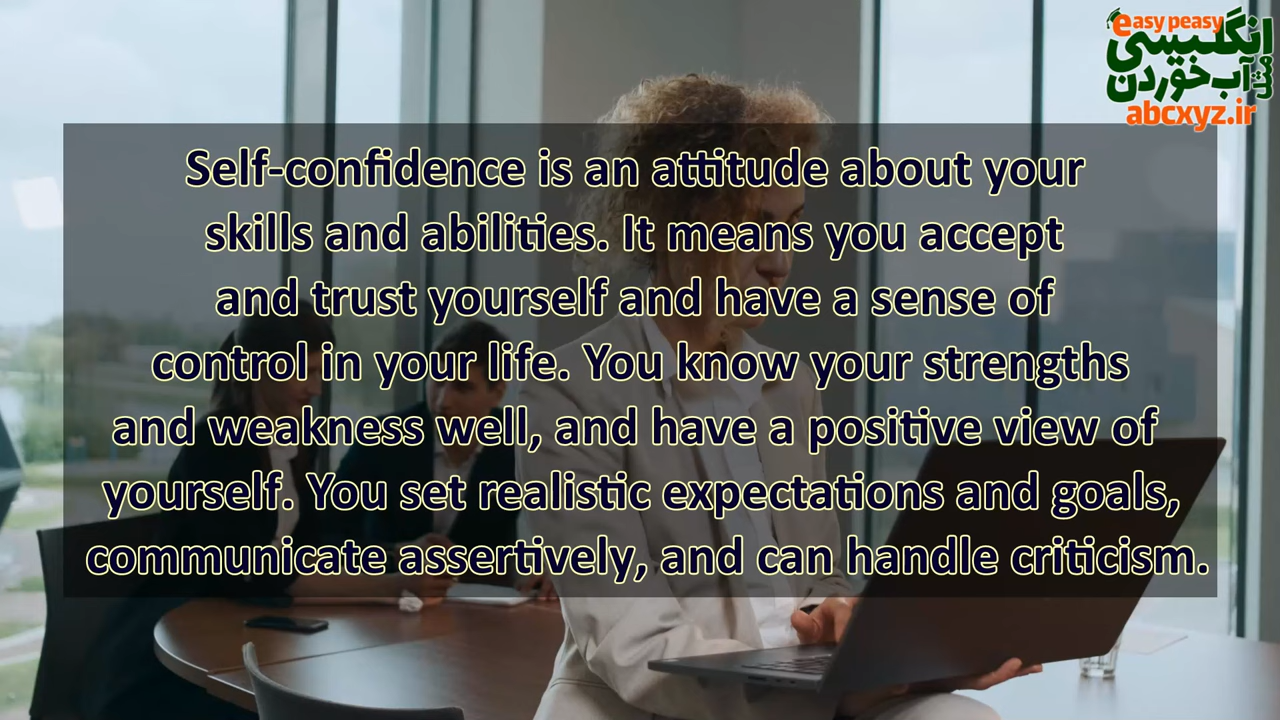 easy peasy
انگلیسی
مثل
آب خوردن
abcxyz.ir
Self-confidence is an attitude about your
skills and abilities. It means you accept
and trust yourself and have a sense of
control in your life. You know your strengths
and weakness well, and have a positive view of
yourself. You set realistic expectations and goals,
communicate assertively, and can handle criticism.